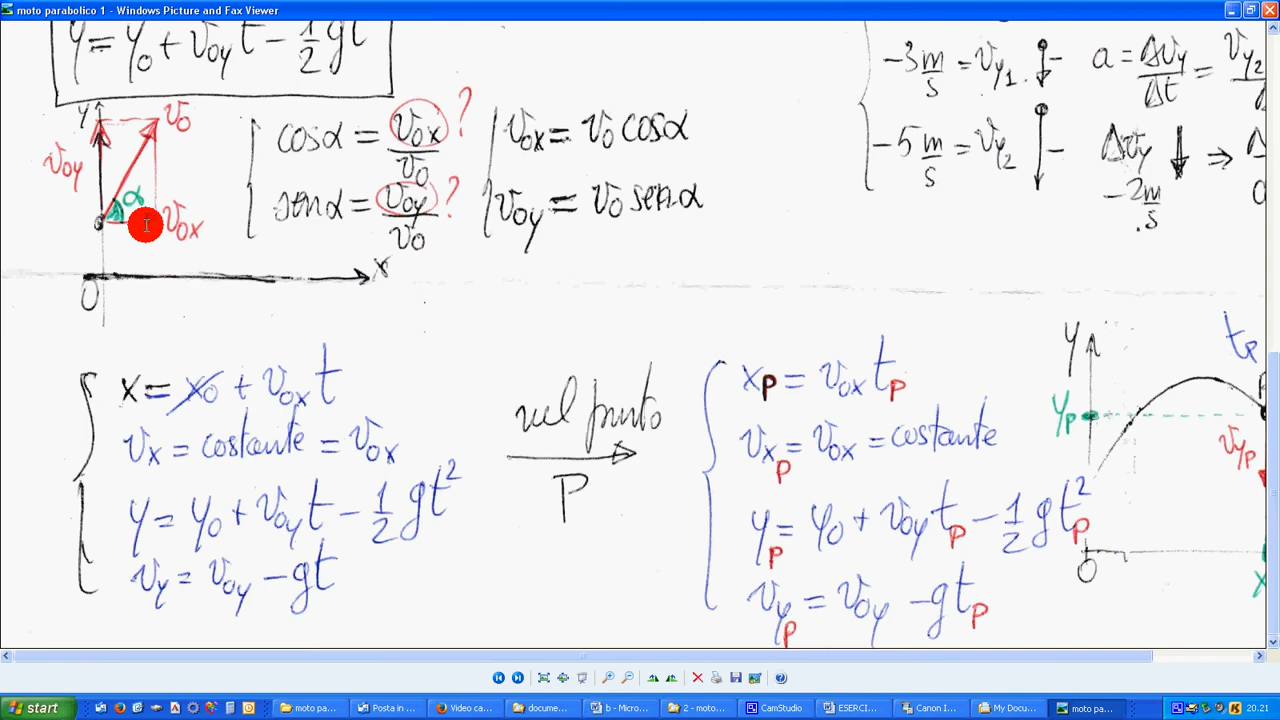 moto parabolico 1 - Windows Picture and Fax Viewer
y = y₀ + v₀y t − 1/2 gt
y
v₀
v₀y
α
v₀x
O
x
cosα = v₀x/v₀ ?
senα = v₀y/v₀ ?
v₀x = v₀ cosα
v₀y = v₀ senα
-3 m/s = vy₁ -
-5 m/s = vy₂ -
a = Δvy/Δt = vy₂
Δvy ⇒
-2 m/s
x = x₀ + v₀x t
vx = costante = v₀x
y = y₀ + v₀y t − 1/2 gt²
vy = v₀y − gt
nel punto
P
xP = v₀x tP
vxP = v₀x = costante
yP = y₀ + v₀y tP − 1/2 gtP²
vyP = v₀y − gtP
y
tP
yP
vyP
O
start
moto pa...
Posta in ...
Video ca...
docume...
b - Micro...
2 - moto...
CamStudio
ESERCI...
Canon I...
My Docu...
moto pa...
20.21